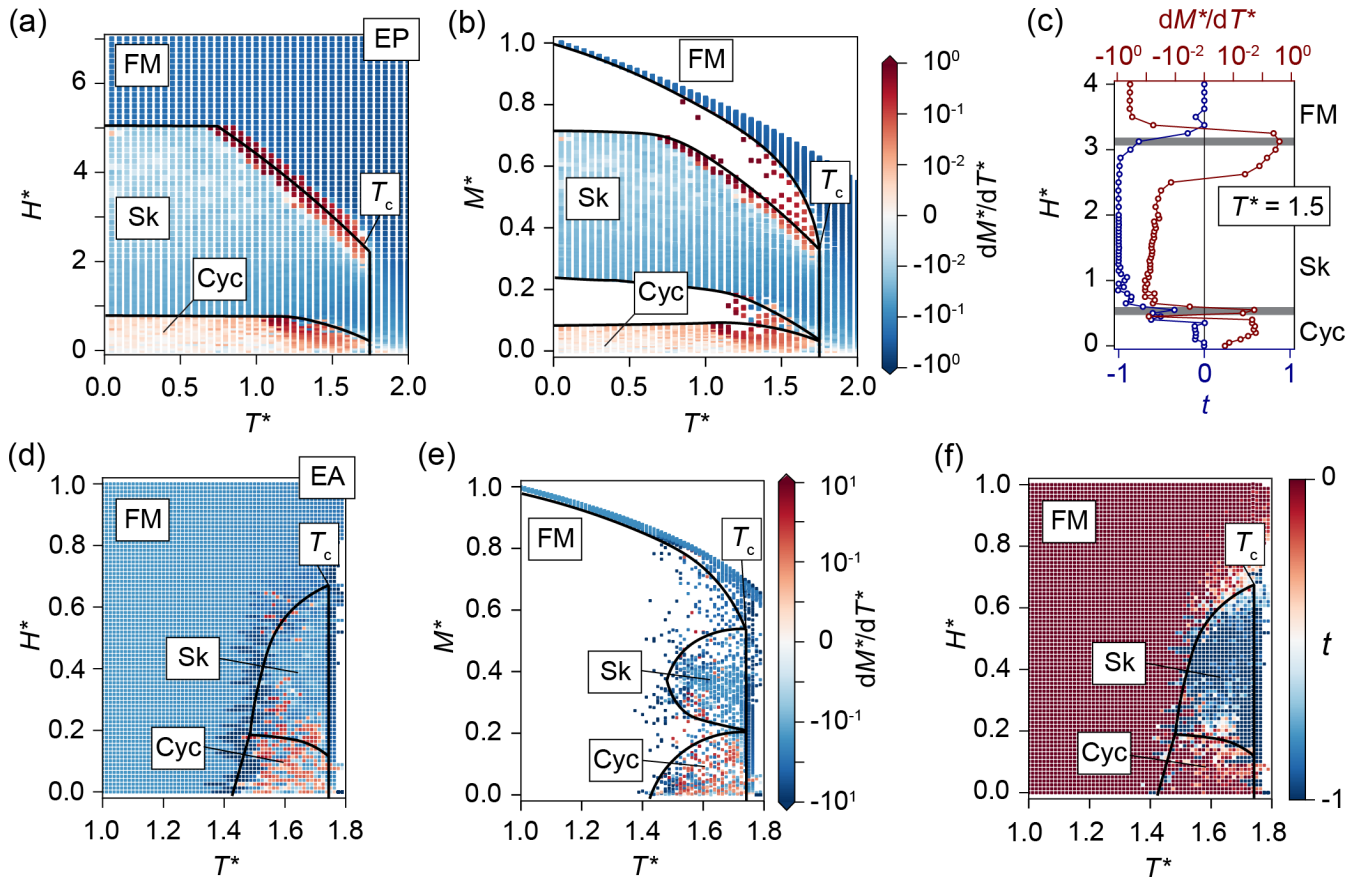 (a)
EP
FM
Sk
Cyc
Tc
H*
6
4
2
0
0.0 0.5 1.0 1.5 2.0
T*
(b)
FM
Sk
Cyc
Tc
M*
1.0
0.8
0.6
0.4
0.2
0.0
0.0 0.5 1.0 1.5 2.0
T*
10^0
10^-1
10^-2
0
-10^-2
-10^-1
-10^0
dM*/dT*
(c)
dM*/dT*
-10^0 -10^-2 10^-2 10^0
H*
4
3
2
1
0
FM
T* = 1.5
Sk
Cyc
-1 0 1
t
(d)
EA
FM
Tc
Sk
Cyc
H*
1.0
0.8
0.6
0.4
0.2
0.0
1.0 1.2 1.4 1.6 1.8
T*
(e)
FM
Tc
Sk
Cyc
M*
1.0
0.8
0.6
0.4
0.2
0.0
1.0 1.2 1.4 1.6 1.8
T*
10^1
10^-1
0
-10^-1
-10^1
dM*/dT*
(f)
FM
Tc
Sk
Cyc
H*
1.0
0.8
0.6
0.4
0.2
0.0
1.0 1.2 1.4 1.6 1.8
T*
0
t
-1